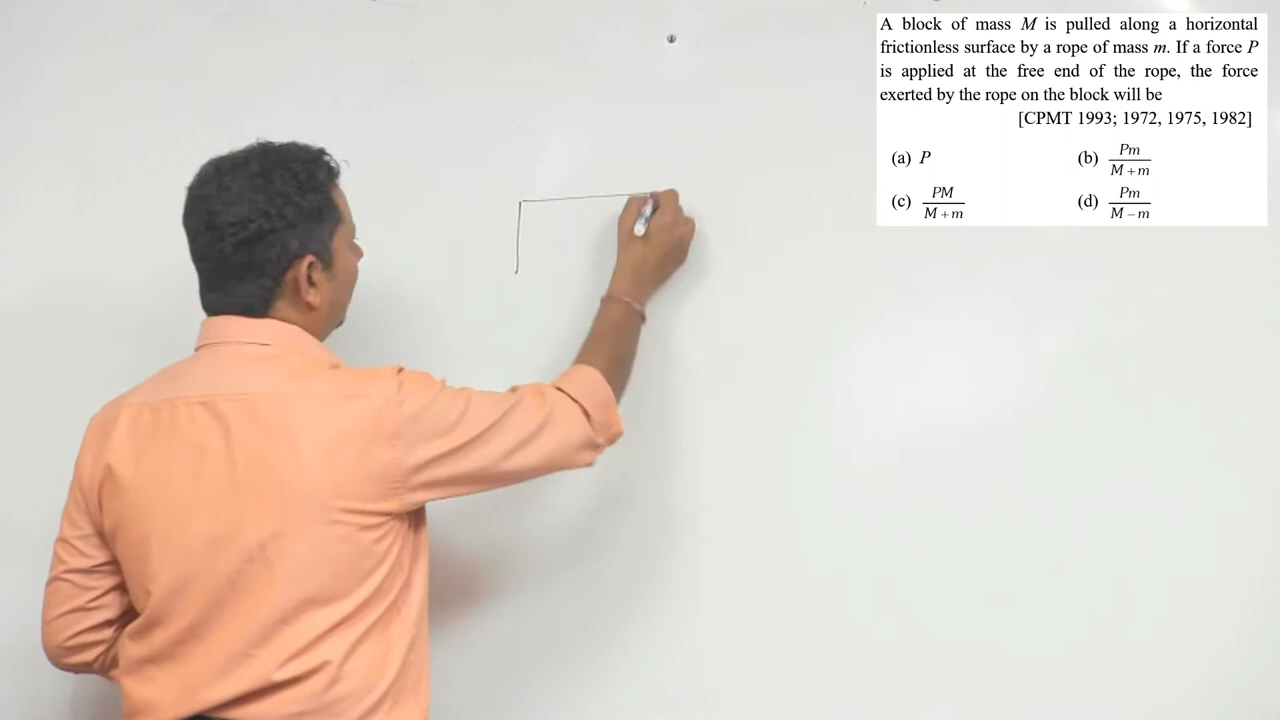 A block of mass M is pulled along a horizontal
frictionless surface by a rope of mass m. If a force P
is applied at the free end of the rope, the force
exerted by the rope on the block will be
[CPMT 1993; 1972, 1975, 1982]
(a) P (b) Pm / M + m
(c) PM / M + m (d) Pm / M − m